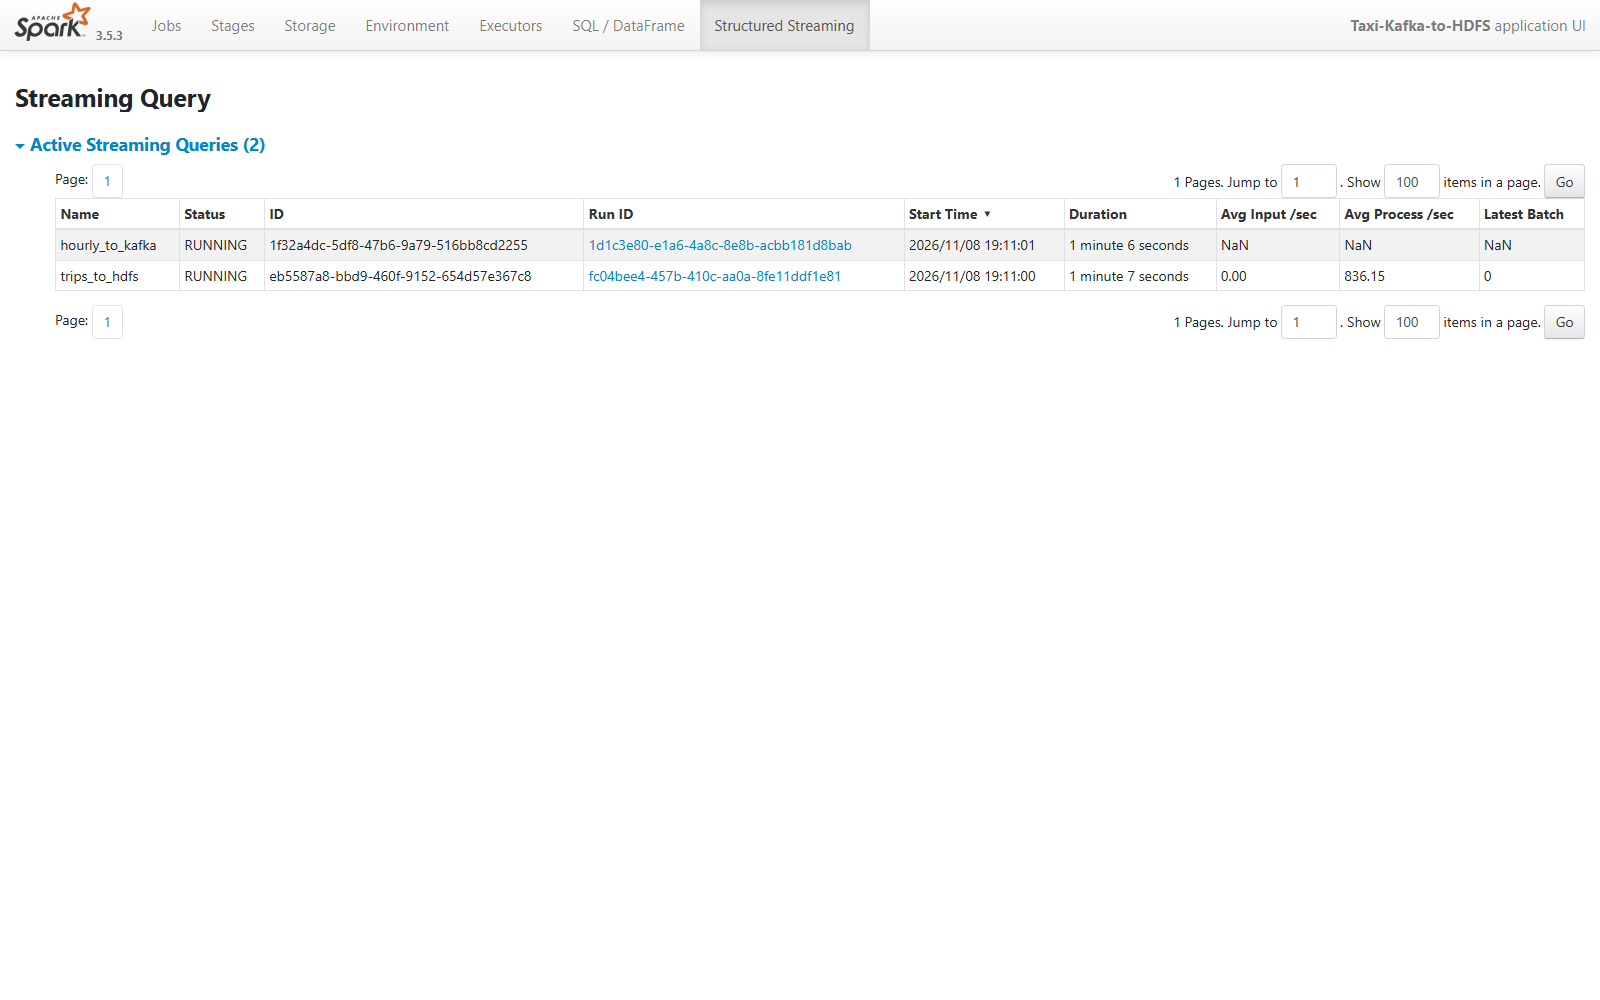 APACHE Spark 3.5.3 Jobs Stages Storage Environment Executors SQL / DataFrame Structured Streaming Taxi-Kafka-to-HDFS application UI
Streaming Query
Active Streaming Queries (2)
Page: 1 1 Pages. Jump to 1 . Show 100 items in a page. Go
Name Status ID Run ID Start Time ▾ Duration Avg Input /sec Avg Process /sec Latest Batch
hourly_to_kafka RUNNING 1f32a4dc-5df8-47b6-9a79-516bb8cd2255 1d1c3e80-e1a6-4a8c-8e8b-acbb181d8bab 2026/11/08 19:11:01 1 minute 6 seconds NaN NaN NaN
trips_to_hdfs RUNNING eb5587a8-bbd9-460f-9152-654d57e367c8 fc04bee4-457b-410c-aa0a-8fe11ddf1e81 2026/11/08 19:11:00 1 minute 7 seconds 0.00 836.15 0
Page: 1 1 Pages. Jump to 1 . Show 100 items in a page. Go